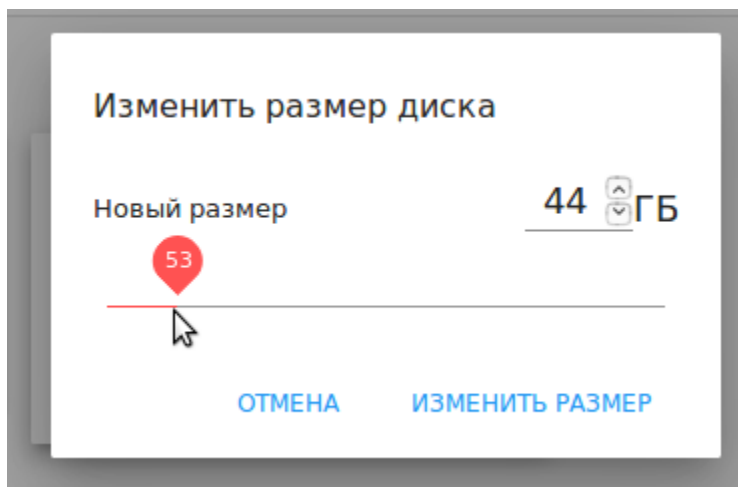 Изменить размер диска
Новый размер 44 ГБ
53
ОТМЕНА ИЗМЕНИТЬ РАЗМЕР